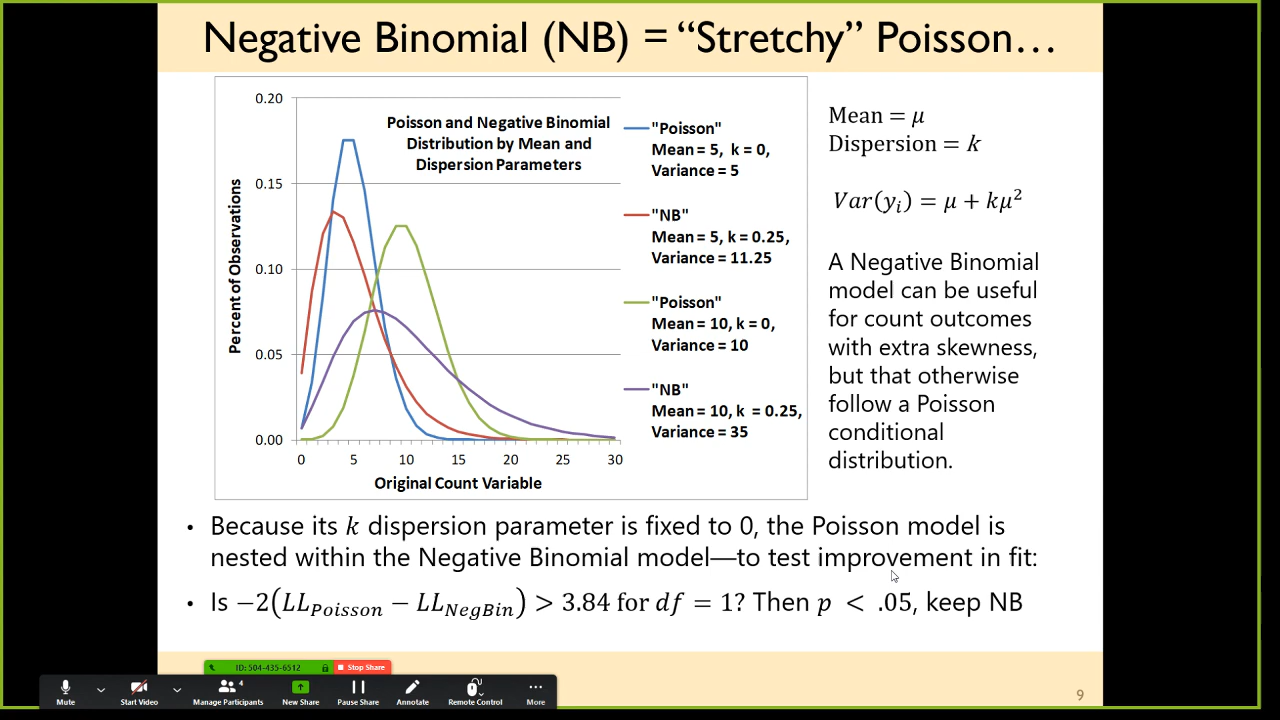 Negative Binomial (NB) = “Stretchy” Poisson…
Poisson and Negative Binomial
Distribution by Mean and
Dispersion Parameters
Percent of Observations
0.20
0.15
0.10
0.05
0.00
0 5 10 15 20 25 30
Original Count Variable
"Poisson"
Mean = 5, k = 0,
Variance = 5
"NB"
Mean = 5, k = 0.25,
Variance = 11.25
"Poisson"
Mean = 10, k = 0,
Variance = 10
"NB"
Mean = 10, k = 0.25,
Variance = 35
Mean = μ
Dispersion = k
Var(yᵢ) = μ + kμ²
A Negative Binomial
model can be useful
for count outcomes
with extra skewness,
but that otherwise
follow a Poisson
conditional
distribution.
• Because its k dispersion parameter is fixed to 0, the Poisson model is
nested within the Negative Binomial model—to test improvement in fit:
• Is −2(LL_Poisson − LL_NegBin) > 3.84 for df = 1? Then p < .05, keep NB
ID: 504-435-6512 Stop Share
4
Mute Start Video Manage Participants New Share Pause Share Annotate Remote Control More
9